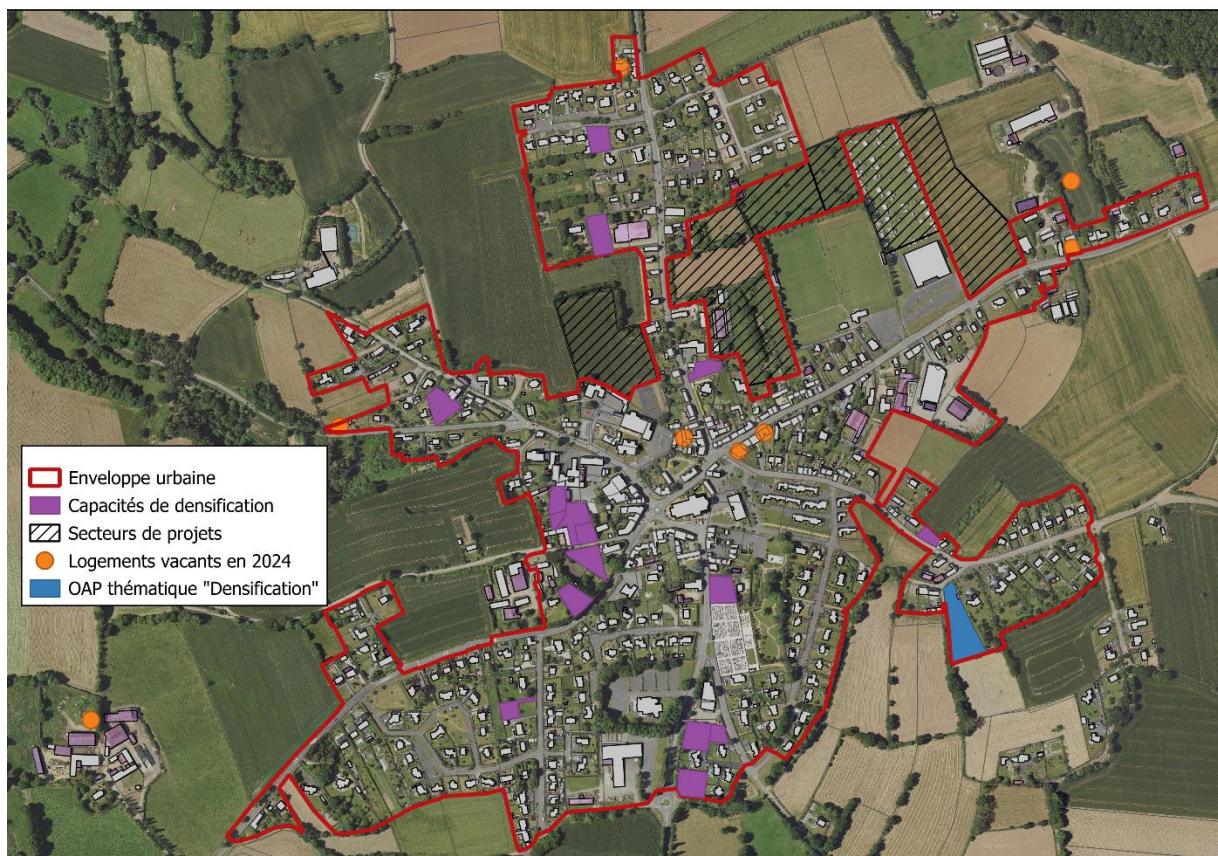 Enveloppe urbaine
Capacités de densification
Secteurs de projets
Logements vacants en 2024
OAP thématique "Densification"